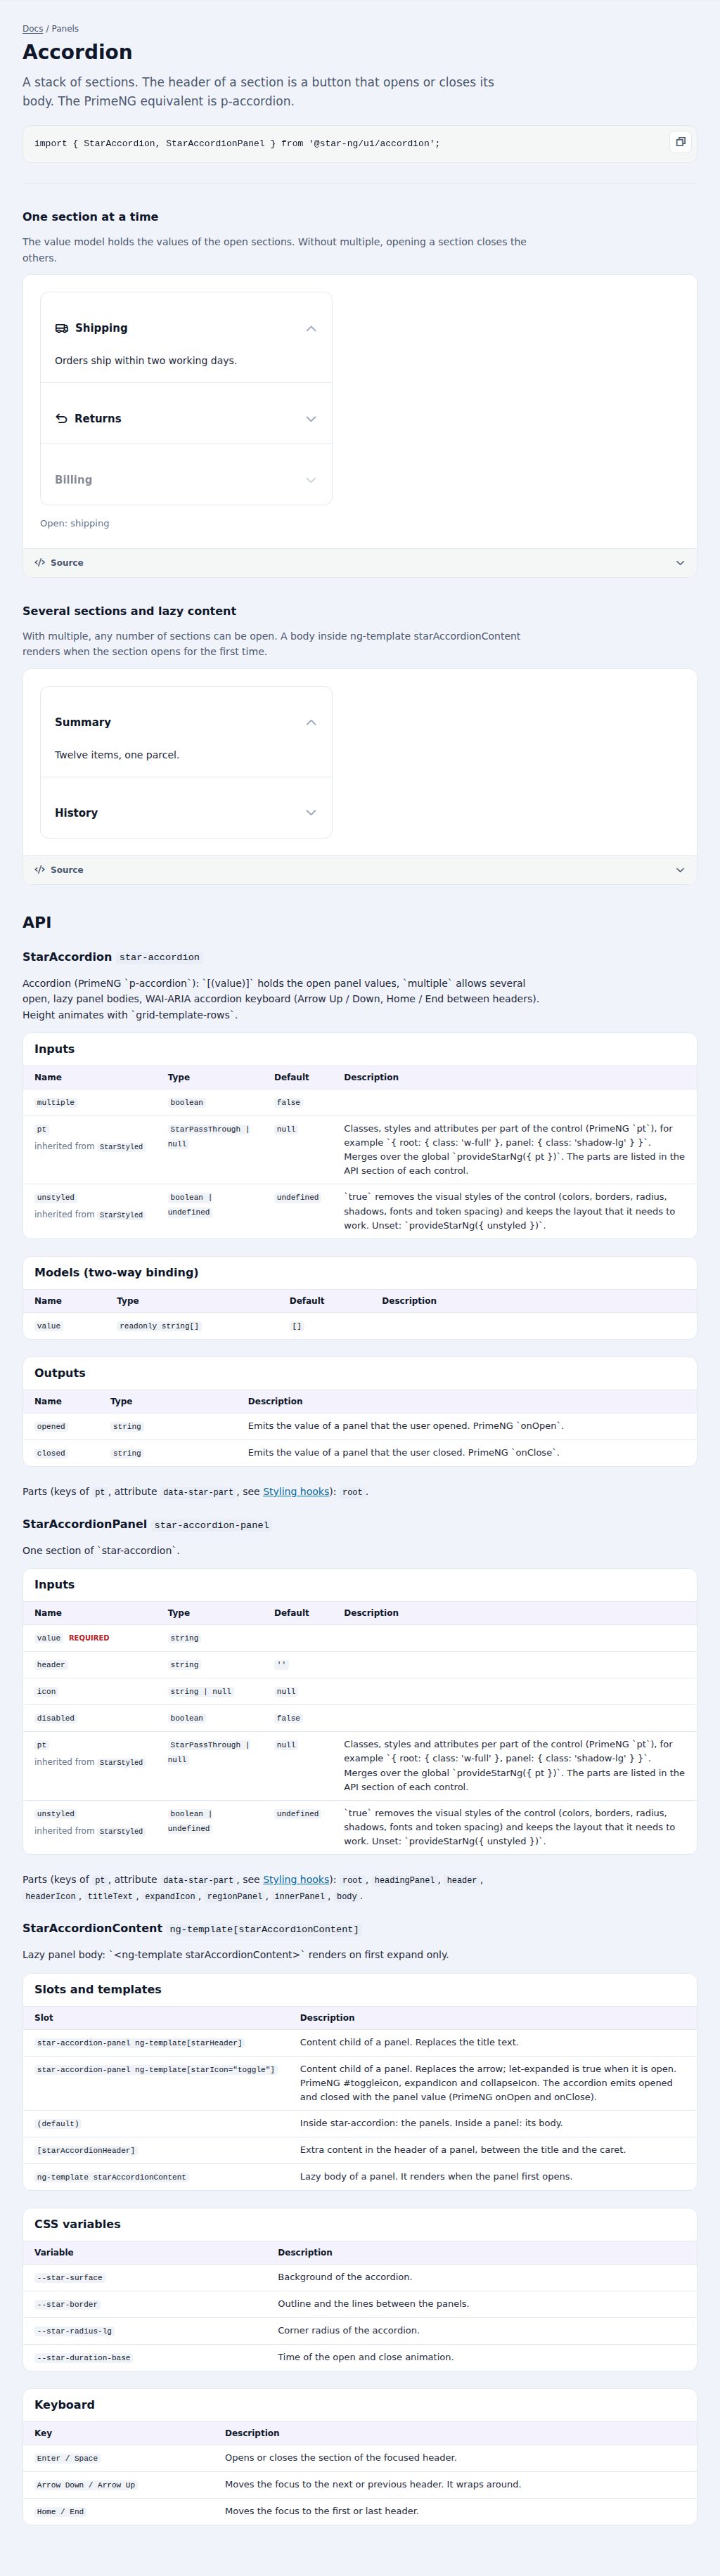 Docs / Panels
Accordion
A stack of sections. The header of a section is a button that opens or closes its
body. The PrimeNG equivalent is p-accordion.
import { StarAccordion, StarAccordionPanel } from '@star-ng/ui/accordion';
One section at a time
The value model holds the values of the open sections. Without multiple, opening a section closes the
others.
Shipping
Orders ship within two working days.
Returns
Billing
Open: shipping
Source
Several sections and lazy content
With multiple, any number of sections can be open. A body inside ng-template starAccordionContent
renders when the section opens for the first time.
Summary
Twelve items, one parcel.
History
Source
API
StarAccordion star-accordion
Accordion (PrimeNG `p-accordion`): `[(value)]` holds the open panel values, `multiple` allows several
open, lazy panel bodies, WAI-ARIA accordion keyboard (Arrow Up / Down, Home / End between headers).
Height animates with `grid-template-rows`.
Inputs
Name Type Default Description
multiple boolean false
pt StarPassThrough | null Classes, styles and attributes per part of the control (PrimeNG `pt`), for
inherited from StarStyled null example `{ root: { class: 'w-full' }, panel: { class: 'shadow-lg' } }`.
Merges over the global `provideStarNg({ pt })`. The parts are listed in the
API section of each control.
unstyled boolean | undefined `true` removes the visual styles of the control (colors, borders, radius,
inherited from StarStyled undefined shadows, fonts and token spacing) and keeps the layout that it needs to
work. Unset: `provideStarNg({ unstyled })`.
Models (two-way binding)
Name Type Default Description
value readonly string[] []
Outputs
Name Type Description
opened string Emits the value of a panel that the user opened. PrimeNG `onOpen`.
closed string Emits the value of a panel that the user closed. PrimeNG `onClose`.
Parts (keys of pt, attribute data-star-part, see Styling hooks): root.
StarAccordionPanel star-accordion-panel
One section of `star-accordion`.
Inputs
Name Type Default Description
value REQUIRED string
header string ''
icon string | null null
disabled boolean false
pt StarPassThrough | null Classes, styles and attributes per part of the control (PrimeNG `pt`), for
inherited from StarStyled null example `{ root: { class: 'w-full' }, panel: { class: 'shadow-lg' } }`.
Merges over the global `provideStarNg({ pt })`. The parts are listed in the
API section of each control.
unstyled boolean | undefined `true` removes the visual styles of the control (colors, borders, radius,
inherited from StarStyled undefined shadows, fonts and token spacing) and keeps the layout that it needs to
work. Unset: `provideStarNg({ unstyled })`.
Parts (keys of pt, attribute data-star-part, see Styling hooks): root, headingPanel, header,
headerIcon, titleText, expandIcon, regionPanel, innerPanel, body.
StarAccordionContent ng-template[starAccordionContent]
Lazy panel body: `<ng-template starAccordionContent>` renders on first expand only.
Slots and templates
Slot Description
star-accordion-panel ng-template[starHeader] Content child of a panel. Replaces the title text.
star-accordion-panel ng-template[starIcon="toggle"] Content child of a panel. Replaces the arrow; let-expanded is true when it is open.
PrimeNG #toggleicon, expandIcon and collapseIcon. The accordion emits opened
and closed with the panel value (PrimeNG onOpen and onClose).
(default) Inside star-accordion: the panels. Inside a panel: its body.
[starAccordionHeader] Extra content in the header of a panel, between the title and the caret.
ng-template starAccordionContent Lazy body of a panel. It renders when the panel first opens.
CSS variables
Variable Description
--star-surface Background of the accordion.
--star-border Outline and the lines between the panels.
--star-radius-lg Corner radius of the accordion.
--star-duration-base Time of the open and close animation.
Keyboard
Key Description
Enter / Space Opens or closes the section of the focused header.
Arrow Down / Arrow Up Moves the focus to the next or previous header. It wraps around.
Home / End Moves the focus to the first or last header.